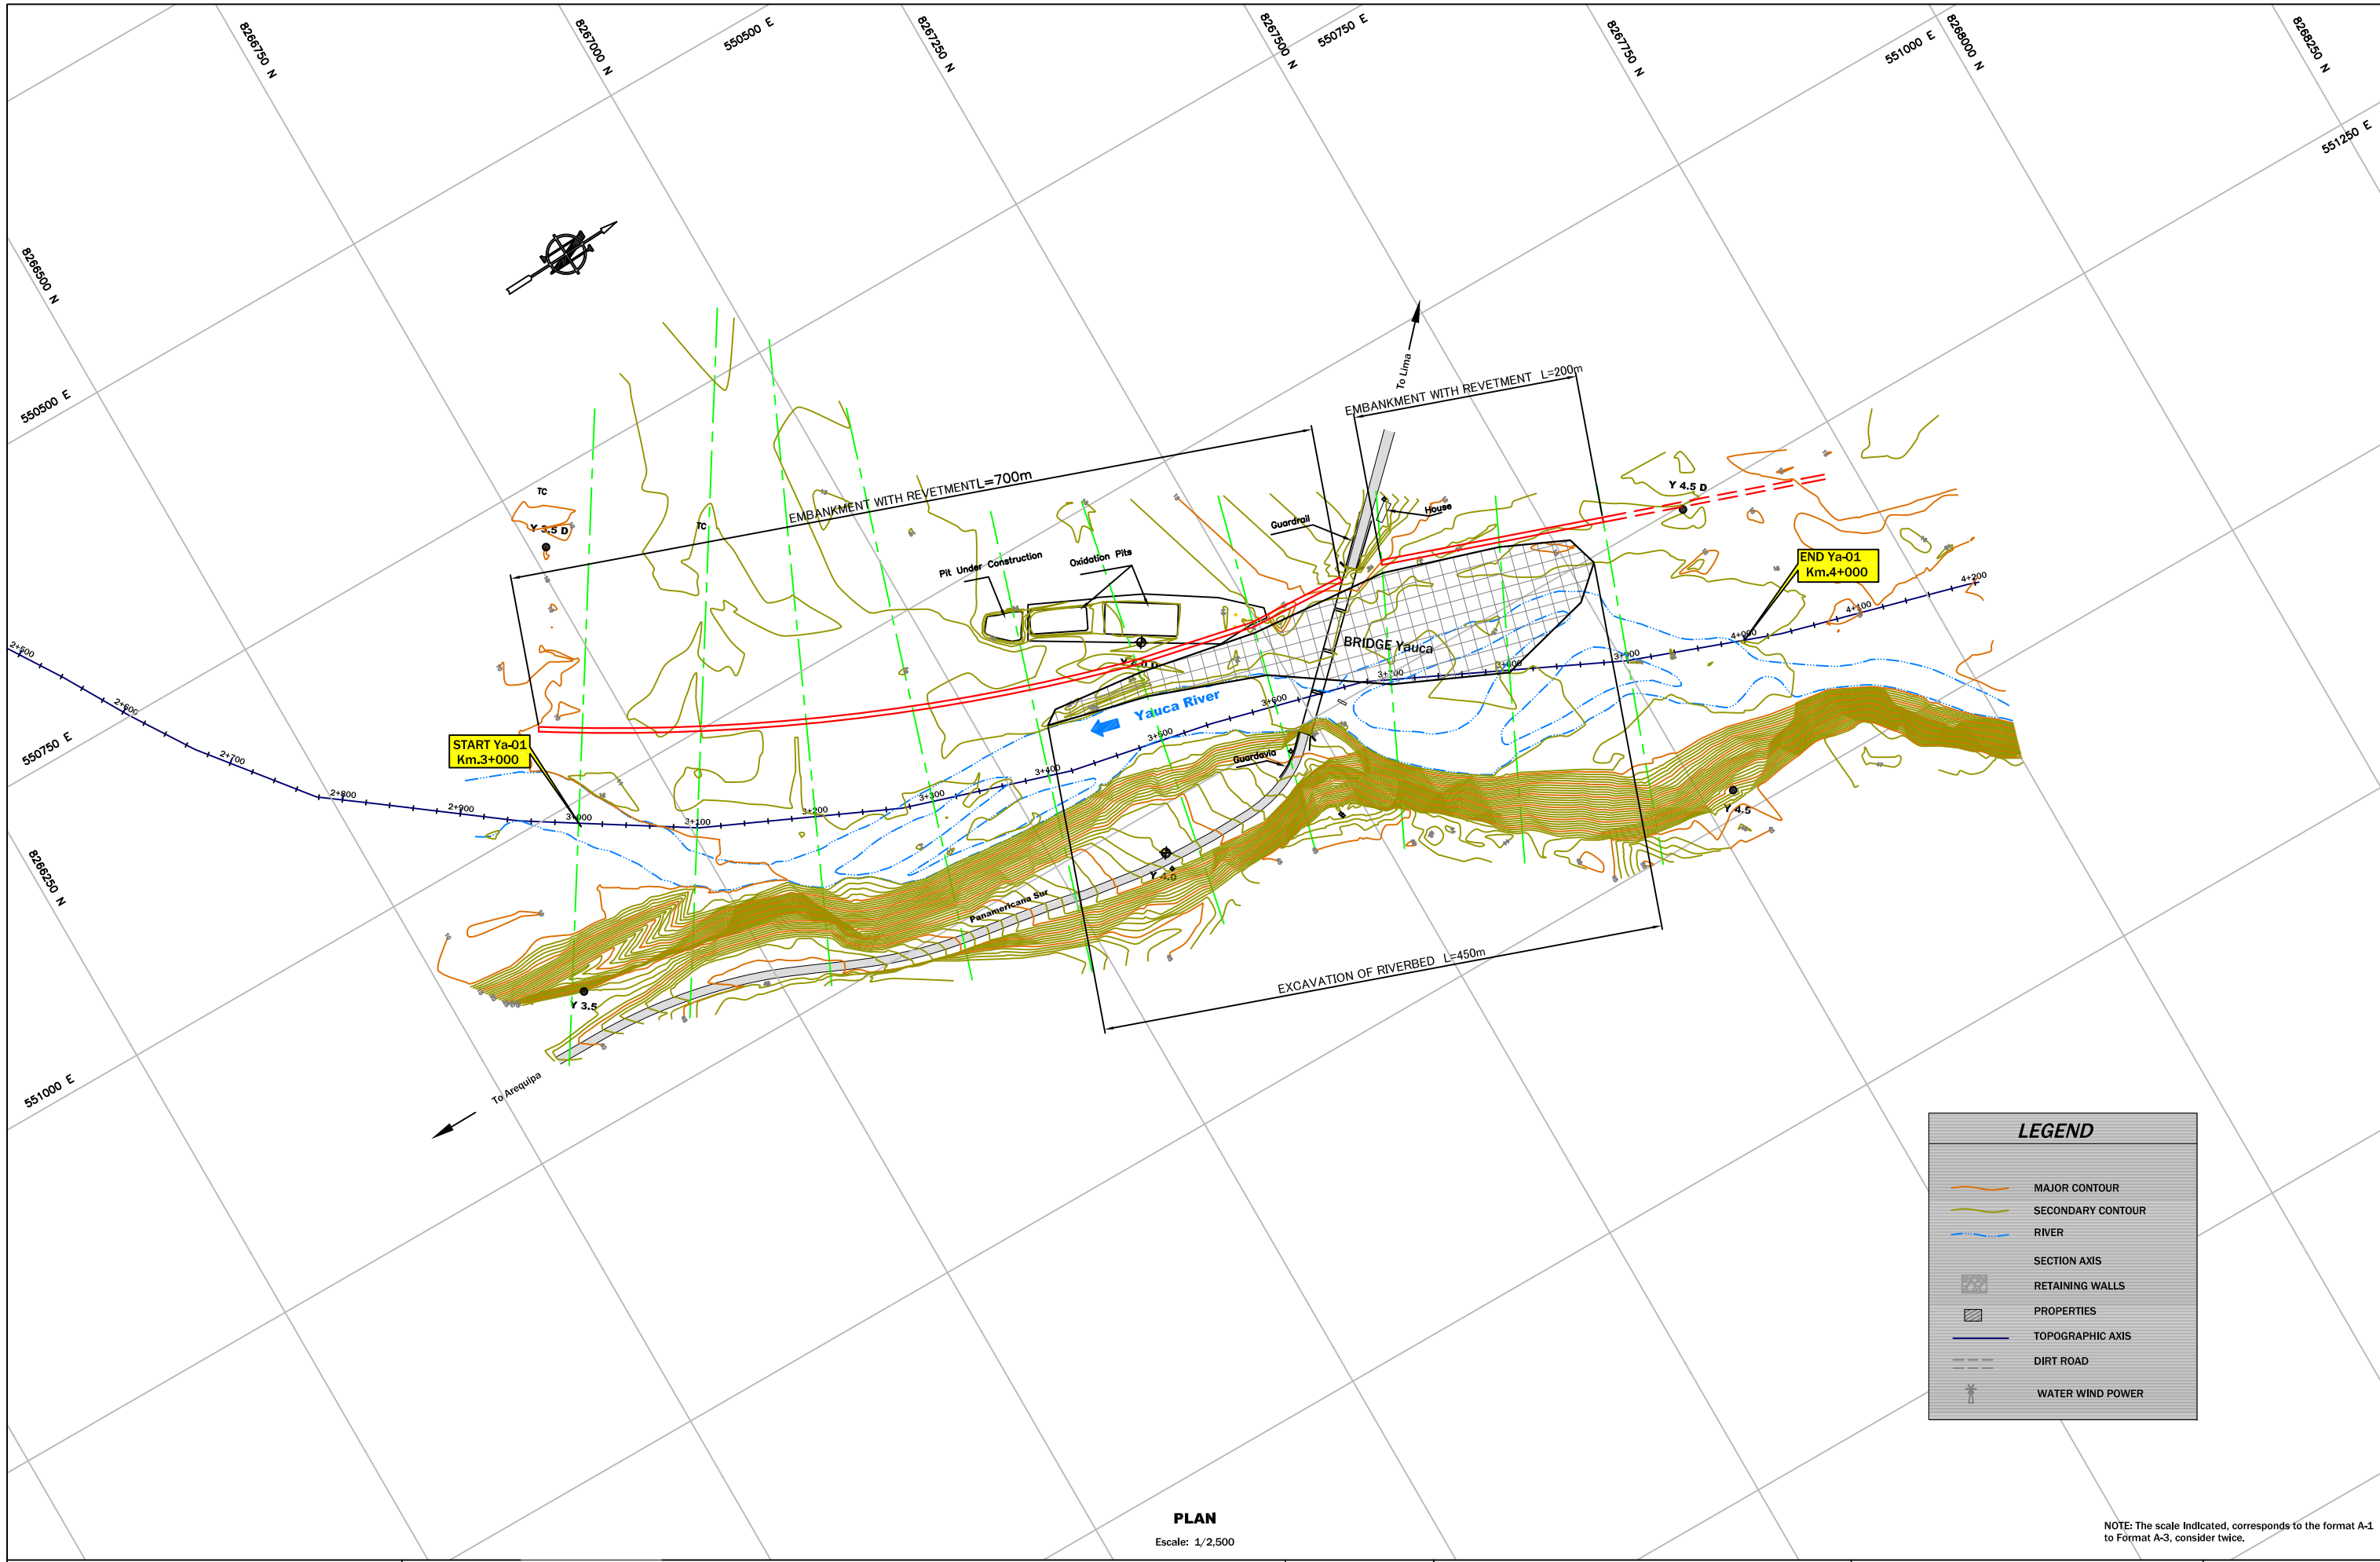 8266750 N
8267000 N
550500 E
8267250 N
8267500 N
550750 E
8267750 N
551000 E
8268000 N
8268250 N
551250 E
8266500 N
550500 E
550750 E
8266250 N
551000 E
To Lima
EMBANKMENT WITH REVETMENT L=200m
EMBANKMENT WITH REVETMENT L=700m
TC
Y 3.5 D
TC
Guardrail
House
Y 4.5 D
Pit Under Construction
Oxidation Pits
END Ya-01
Km.4+000
Y 4.0 D
BRIDGE Yauca
Yauca River
START Ya-01
Km.3+000
2+500
2+600
2+700
2+800
2+900
3+000
3+100
3+200
3+300
3+400
3+500
3+600
3+700
3+800
3+900
4+000
4+100
4+200
Guardavia
Y 4.5
Y 4.0
Panamericana Sur
Y 3.5
EXCAVATION OF RIVERBED L=450m
To Arequipa
LEGEND
MAJOR CONTOUR
SECONDARY CONTOUR
RIVER
SECTION AXIS
RETAINING WALLS
PROPERTIES
TOPOGRAPHIC AXIS
DIRT ROAD
WATER WIND POWER
PLAN
Escale: 1/2,500
NOTE: The scale Indicated, corresponds to the format A-1
to Format A-3, consider twice.